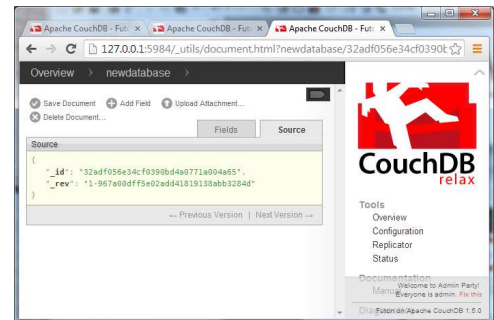 Apache CouchDB - Futo
Apache CouchDB - Futo
Apache CouchDB - Futo
127.0.0.1:5984/_utils/document.html?newdatabase/32adf056e34cf0390b
Overview
newdatabase
Save Document
Add Field
Upload Attachment...
Delete Document...
Fields
Source
Source
{
"_id": "32adf056e34cf0390bd4a0771a004a65",
"_rev": "1-967a00dff5e02add41819138abb3284d"
}
← Previous Version | Next Version →
CouchDB
relax
Tools
Overview
Configuration
Replicator
Status
Documentation
Manual
Welcome to Admin Party!
Everyone is admin. Fix this
Futon on Apache CouchDB 1.5.0